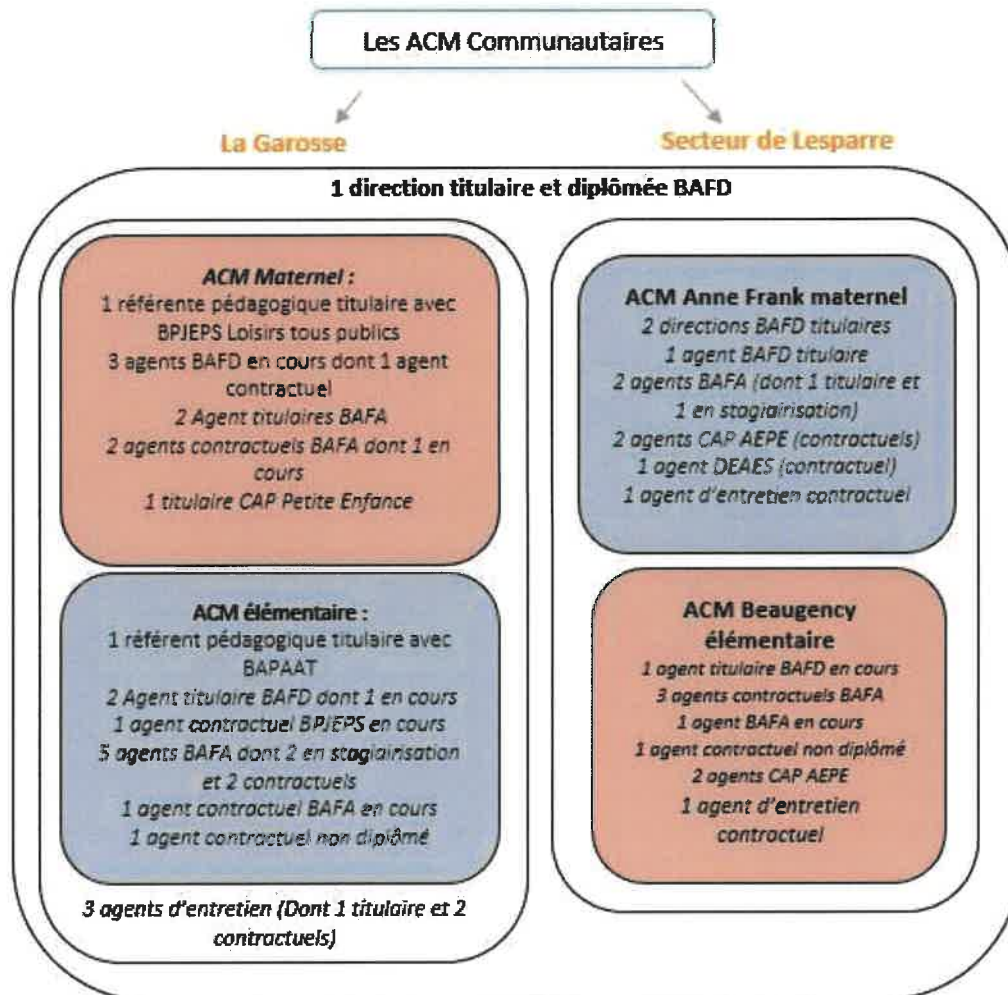 Les ACM Communautaires
La Garosse
Secteur de Lesparre
1 direction titulaire et diplômée BAFD
ACM Maternel :
1 référente pédagogique titulaire avec
BPJEPS Loisirs tous publics
3 agents BAFD en cours dont 1 agent
contractuel
2 Agent titulaires BAFA
2 agents contractuels BAFA dont 1 en
cours
1 titulaire CAP Petite Enfance
ACM élémentaire :
1 référent pédagogique titulaire avec
BAPAAT
2 Agent titulaire BAFD dont 1 en cours
1 agent contractuel BPJEPS en cours
5 agents BAFA dont 2 en stagiairisation
et 2 contractuels
1 agent contractuel BAFA en cours
1 agent contractuel non diplômé
3 agents d'entretien (Dont 1 titulaire et 2
contractuels)
ACM Anne Frank maternel
2 directions BAFD titulaires
1 agent BAFD titulaire
2 agents BAFA (dont 1 titulaire et
1 en stagiairisation)
2 agents CAP AEPE (contractuels)
1 agent DEAES (contractuel)
1 agent d'entretien contractuel
ACM Beaugency
élémentaire
1 agent titulaire BAFD en cours
3 agents contractuels BAFA
1 agent BAFA en cours
1 agent contractuel non diplômé
2 agents CAP AEPE
1 agent d'entretien
contractuel